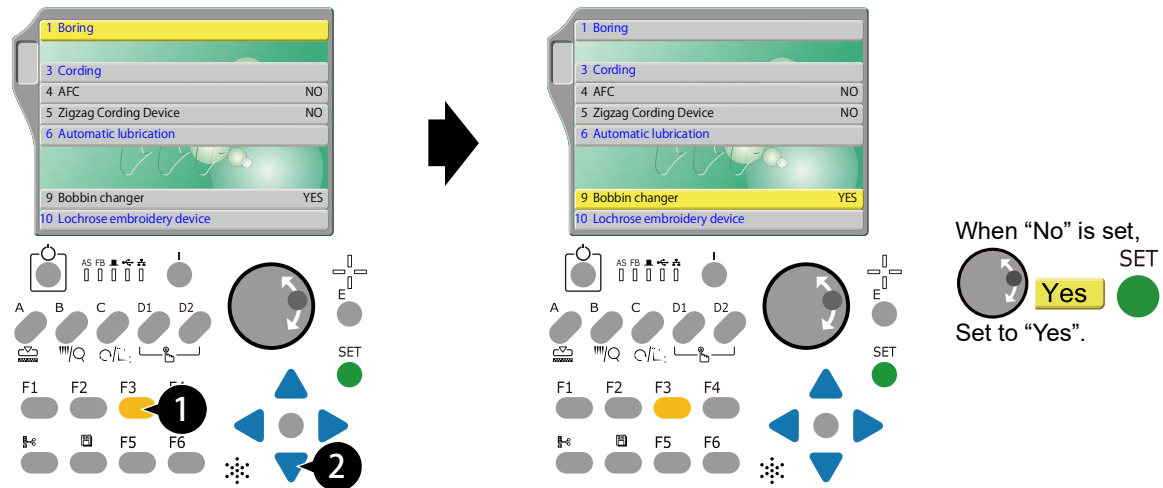 1 Boring
3 Cording
4 AFC NO
5 Zigzag Cording Device NO
6 Automatic lubrication
9 Bobbin changer YES
10 Lochrose embroidery device
AS FB
A B C D1 D2 E
SET
F1 F2 F3
1
F5 F6
2
1 Boring
3 Cording
4 AFC NO
5 Zigzag Cording Device NO
6 Automatic lubrication
9 Bobbin changer YES
10 Lochrose embroidery device
AS FB
A B C D1 D2 E
SET
F1 F2 F3 F4
F5 F6
When “No” is set,
SET
Yes
Set to “Yes”.